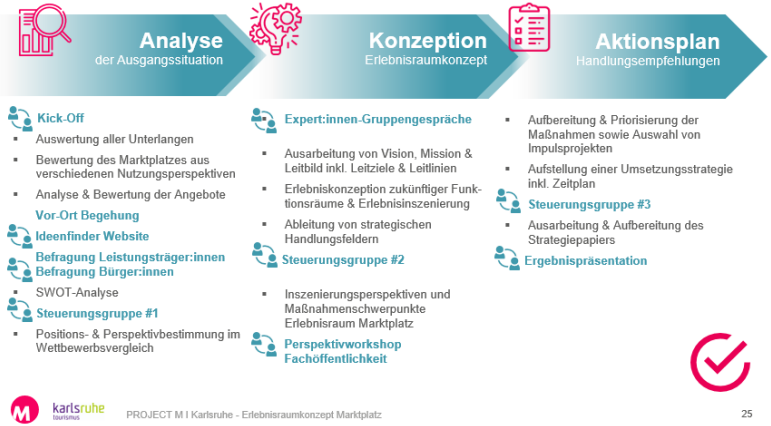 Analyse
der Ausgangssituation
Kick-Off
▪ Auswertung aller Unterlangen
▪ Bewertung des Marktplatzes aus
verschiedenen Nutzungsperspektiven
▪ Analyse & Bewertung der Angebote
Vor-Ort Begehung
Ideenfinder Website
Befragung Leistungsträger:innen
Befragung Bürger:innen
▪ SWOT-Analyse
Steuerungsgruppe #1
▪ Positions- & Perspektivbestimmung im
Wettbewerbsvergleich
Konzeption
Erlebnisraumkonzept
▪ Expert:innen-Gruppengespräche
▪ Ausarbeitung von Vision, Mission &
Leitbild inkl. Leitziele & Leitlinien
▪ Erlebniskonzeption zukünftiger Funk-
tionsräume & Erlebnisinszenierung
▪ Ableitung von strategischen
Handlungsfeldern
Steuerungsgruppe #2
▪ Inszenierungsperspektiven und
Maßnahmenschwerpunkte
Erlebnisraum Marktplatz
Perspektivworkshop
Fachöffentlichkeit
Aktionsplan
Handlungsempfehlungen
▪ Aufbereitung & Priorisierung der
Maßnahmen sowie Auswahl von
Impulsprojekten
▪ Aufstellung einer Umsetzungsstrategie
inkl. Zeitplan
Steuerungsgruppe #3
▪ Ausarbeitung & Aufbereitung des
Strategiepapiers
Ergebnispräsentation
M
karlsruhe
tourismus
PROJECT M I Karlsruhe - Erlebnisraumkonzept Marktplatz
25